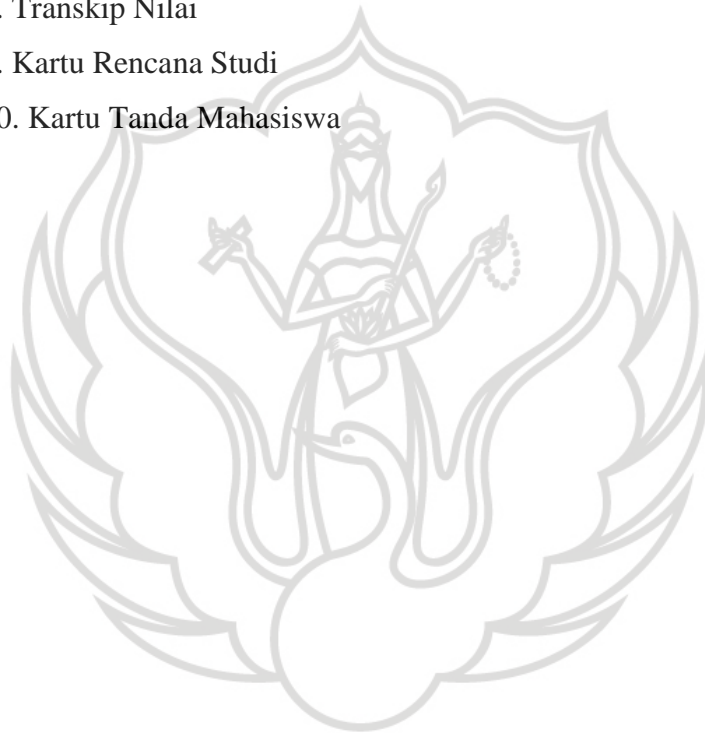 . Transkip Nilai
. Kartu Rencana Studi
0. Kartu Tanda Mahasiswa